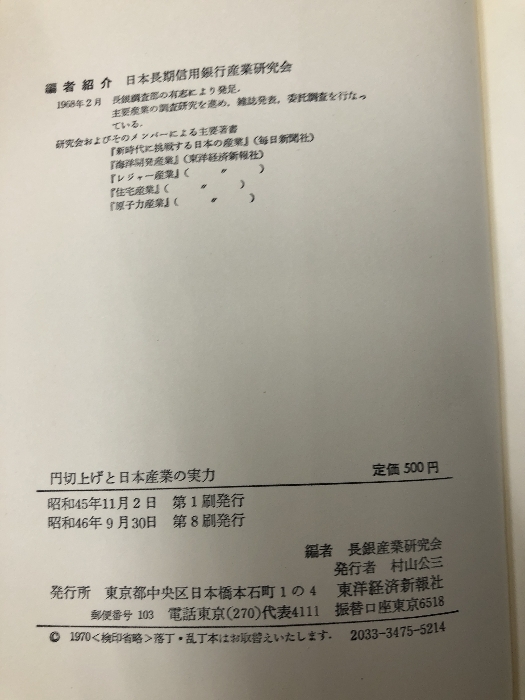 編者紹介 日本長期信用銀行産業研究会
1968年2月 長銀調査部の有志により発足.
主要産業の調査研究を進め, 雑誌発表, 委託調査を行なっ
ている.
研究会およびそのメンバーによる主要著書
『新時代に挑戦する日本の産業』(毎日新聞社)
『海洋開発産業』(東洋経済新報社)
『レジャー産業』( 〃 )
『住宅産業』( 〃 )
『原子力産業』( 〃 )
円切上げと日本産業の実力 定価 500円
昭和45年11月2日 第1刷発行
昭和46年9月30日 第8刷発行
編者 長銀産業研究会
発行者 村山公三
発行所 東京都中央区日本橋本石町1の4 東洋経済新報社
郵便番号 103 電話東京(270)代表4111 振替口座東京6518
© 1970<検印省略>落丁・乱丁本はお取替えいたします. 2033-3475-5214